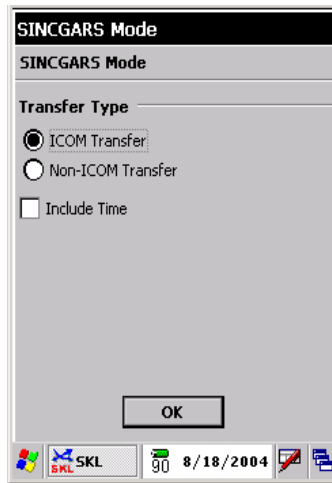 SINCGARS Mode
SINCGARS Mode
Transfer Type
ICOM Transfer
Non-ICOM Transfer
Include Time
OK
SKL SKL 90 8/18/2004